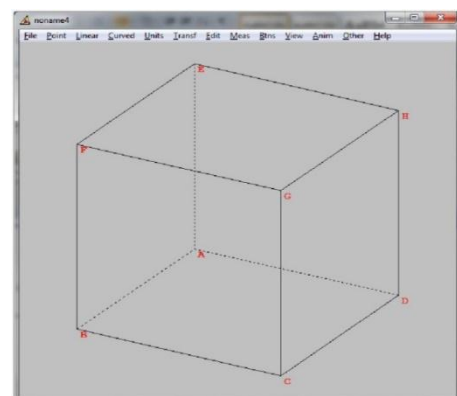 noname4
File Point Linear Curved Units Transf Edit Meas Btns View Anim Other Help
E
H
F
G
A
D
B
C